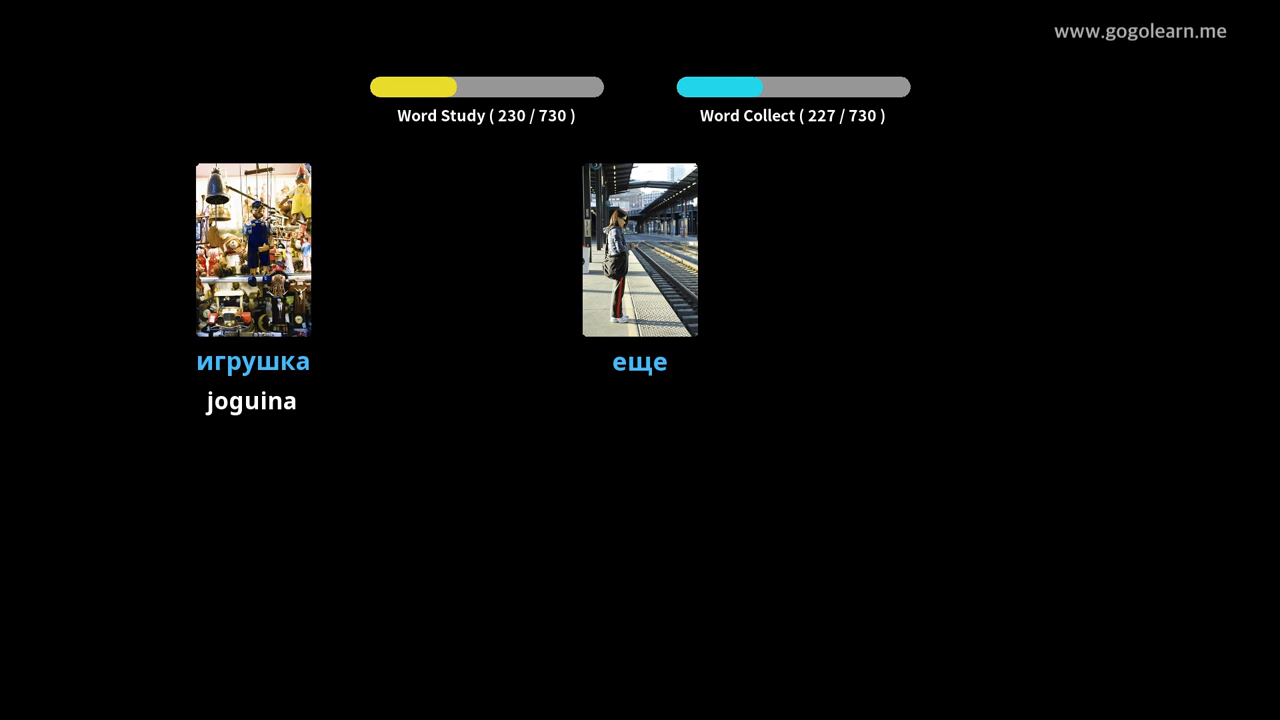 www.gogolearn.me
Word Study ( 230 / 730 )
Word Collect ( 227 / 730 )
игрушка
еще
joguina